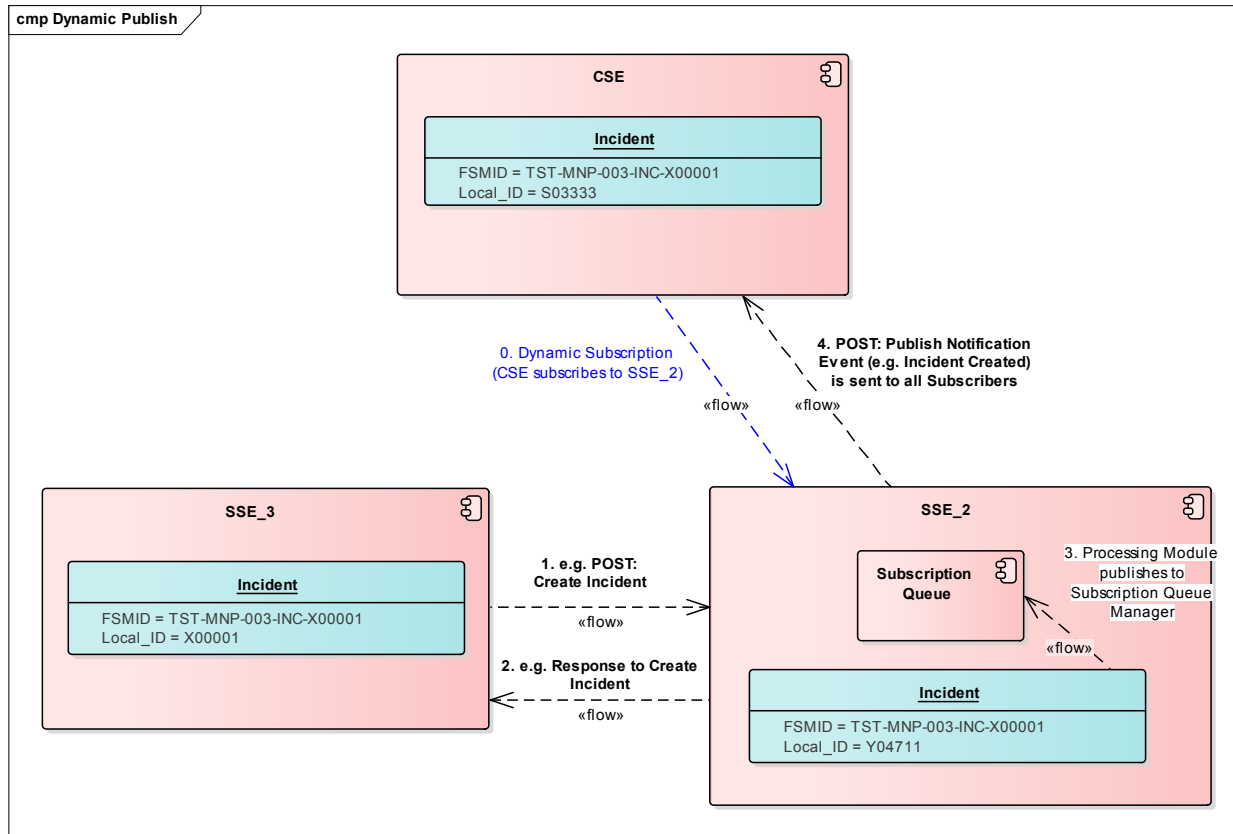 cmp Dynamic Publish
CSE
Incident
FSMID = TST-MNP-003-INC-X00001
Local_ID = S03333
0. Dynamic Subscription
(CSE subscribes to SSE_2)
«flow»
4. POST: Publish Notification
Event (e.g. Incident Created)
is sent to all Subscribers
«flow»
SSE_3
Incident
FSMID = TST-MNP-003-INC-X00001
Local_ID = X00001
1. e.g. POST:
Create Incident
«flow»
2. e.g. Response to Create
Incident
«flow»
SSE_2
Subscription
Queue
3. Processing Module
publishes to
Subscription Queue
Manager
«flow»
Incident
FSMID = TST-MNP-003-INC-X00001
Local_ID = Y04711